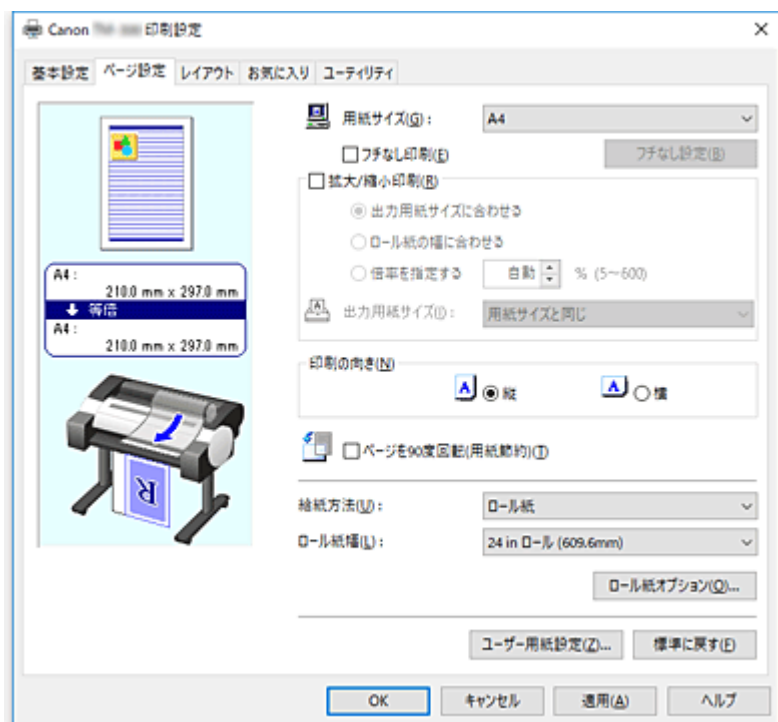 Canon 印刷設定
基本設定 ページ設定 レイアウト お気に入り ユーティリティ
用紙サイズ(G): A4
フチなし印刷(E) フチなし設定(B)
拡大/縮小印刷(R)
出力用紙サイズに合わせる
ロール紙の幅に合わせる
倍率を指定する 自動 % (5~600)
出力用紙サイズ(I): 用紙サイズと同じ
A4:
210.0 mm x 297.0 mm
等倍
A4:
210.0 mm x 297.0 mm
印刷の向き(N)
A 縦 A 横
ページを90度回転(用紙節約)(T)
R
給紙方法(U): ロール紙
ロール紙幅(L): 24 in ロール (609.6mm)
ロール紙オプション(O)...
ユーザー用紙設定(Z)... 標準に戻す(F)
OK キャンセル 適用(A) ヘルプ